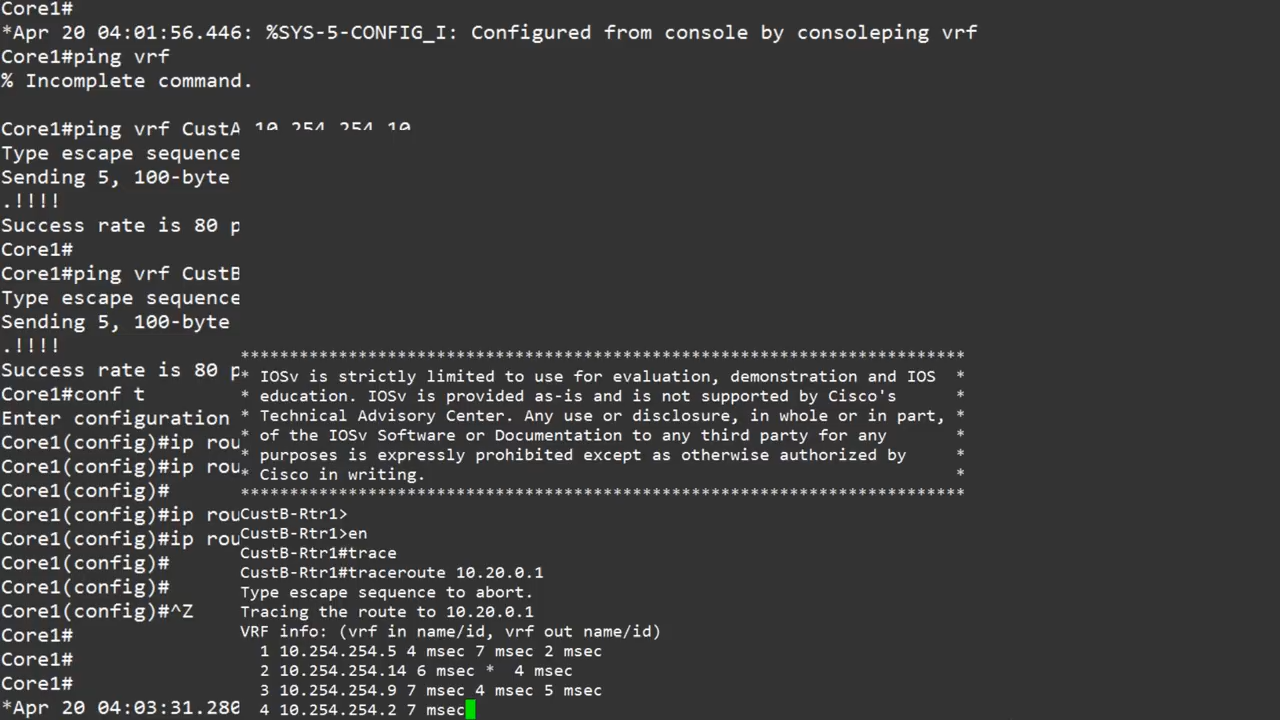 Core1#
*Apr 20 04:01:56.446: %SYS-5-CONFIG_I: Configured from console by consoleping vrf
Core1#ping vrf
% Incomplete command.
Core1#ping vrf CustA 10.254.254.10
Type escape sequence
Sending 5, 100-byte
.!!!!
Success rate is 80 p
Core1#
Core1#ping vrf CustB
Type escape sequence
Sending 5, 100-byte
.!!!!
Success rate is 80 p
Core1#conf t
Enter configuration
Core1(config)#ip rou
Core1(config)#ip rou
Core1(config)#
Core1(config)#ip rou
Core1(config)#ip rou
Core1(config)#
Core1(config)#
Core1(config)#^Z
Core1#
Core1#
Core1#
*Apr 20 04:03:31.280
**************************************************************************
* IOSv is strictly limited to use for evaluation, demonstration and IOS *
* education. IOSv is provided as-is and is not supported by Cisco's *
* Technical Advisory Center. Any use or disclosure, in whole or in part, *
* of the IOSv Software or Documentation to any third party for any *
* purposes is expressly prohibited except as otherwise authorized by *
* Cisco in writing. *
**************************************************************************
CustB-Rtr1>
CustB-Rtr1>en
CustB-Rtr1#trace
CustB-Rtr1#traceroute 10.20.0.1
Type escape sequence to abort.
Tracing the route to 10.20.0.1
VRF info: (vrf in name/id, vrf out name/id)
1 10.254.254.5 4 msec 7 msec 2 msec
2 10.254.254.14 6 msec * 4 msec
3 10.254.254.9 7 msec 4 msec 5 msec
4 10.254.254.2 7 msec